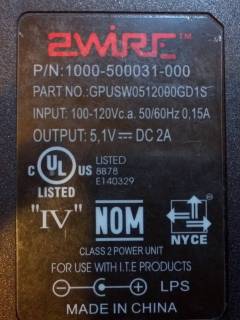 2WIRE™
P/N:1000-500031-000
PART NO.:GPUSW0512000GD1S
INPUT: 100-120Vc.a. 50/60Hz 0,15A
OUTPUT: 5,1V⎓DC 2A
C UL US LISTED
LISTED
8878
E140329
"IV"
NOM
NYCE
CLASS 2 POWER UNIT
FOR USE WITH I.T.E PRODUCTS
LPS
MADE IN CHINA